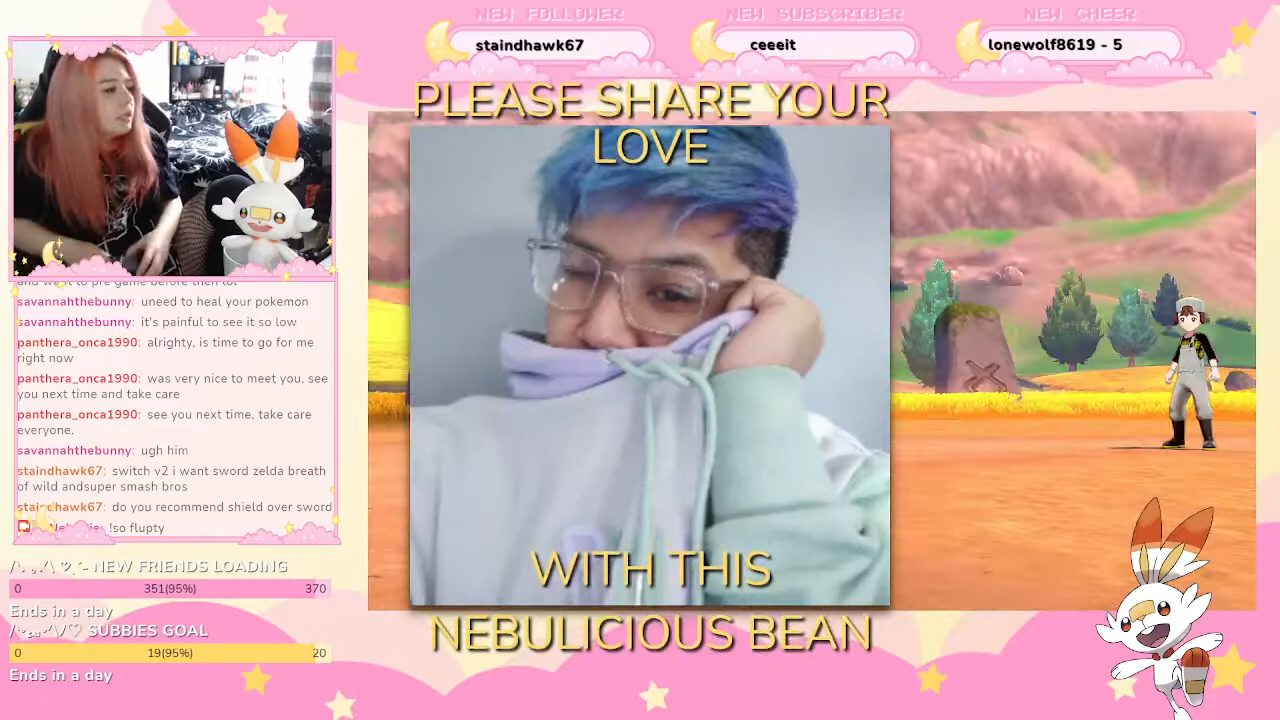 NEW FOLLOWER
NEW SUBSCRIBER
NEW CHEER
staindhawk67
ceeeit
lonewolf8619 - 5
PLEASE SHARE YOUR
LOVE
WITH THIS
NEBULICIOUS BEAN
savannahthebunny: uneed to heal your pokemon
savannahthebunny: it's painful to see it so low
panthera_onca1990: alrighty, is time to go for me
right now
panthera_onca1990: was very nice to meet you, see
you next time and take care
panthera_onca1990: see you next time, take care
everyone.
savannahthebunny: ugh him
staindhawk67: switch v2 i want sword zelda breath
of wild andsuper smash bros
staindhawk67: do you recommend shield over sword
!so flupty
NEW FRIENDS LOADING
0 351(95%) 370
Ends in a day
SUBBIES GOAL
0 19(95%) 20
Ends in a day